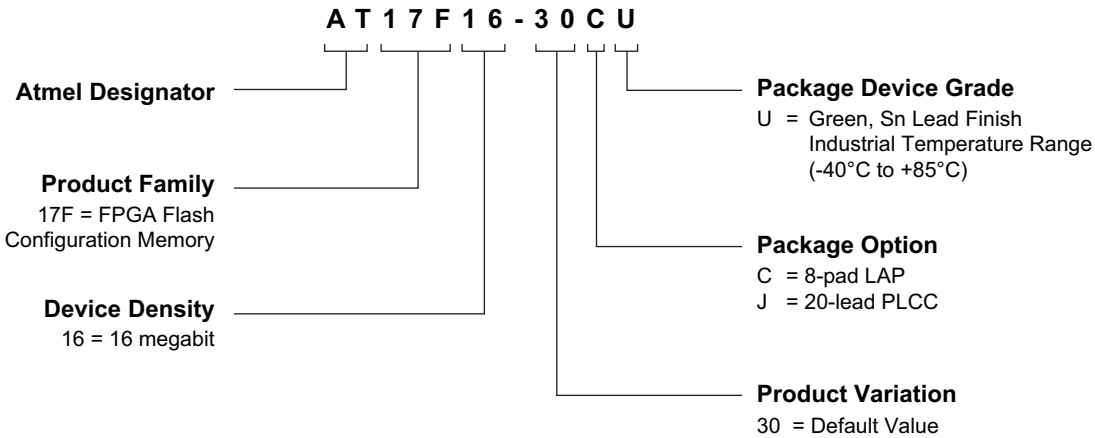 A T 1 7 F 1 6 - 3 0 C U
Atmel Designator
Product Family
17F = FPGA Flash
Configuration Memory
Device Density
16 = 16 megabit
Package Device Grade
U = Green, Sn Lead Finish
Industrial Temperature Range
(-40°C to +85°C)
Package Option
C = 8-pad LAP
J = 20-lead PLCC
Product Variation
30 = Default Value